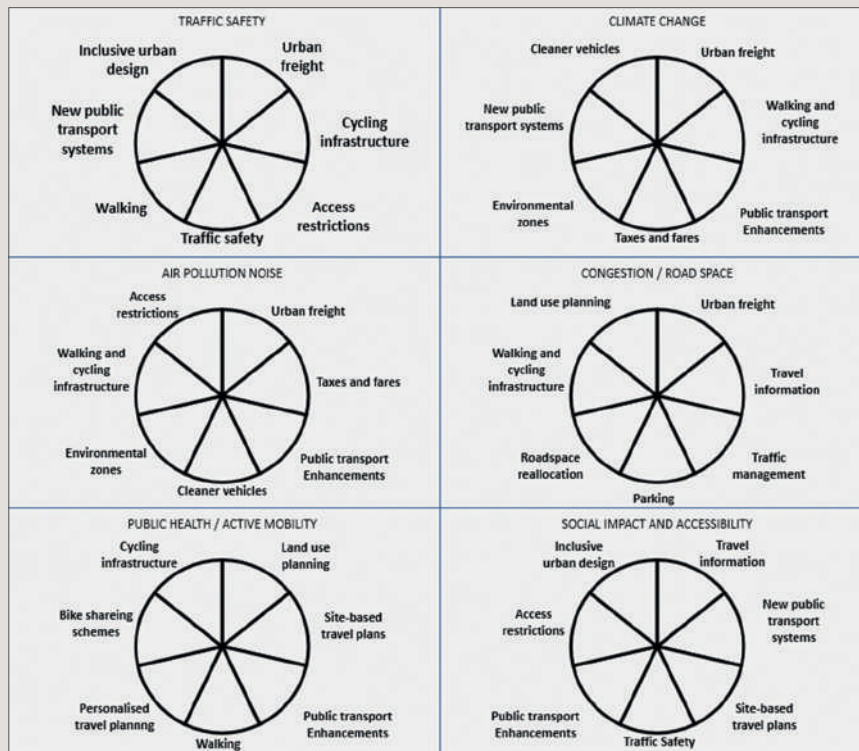 TRAFFIC SAFETY
Inclusive urban
design
Urban
freight
New public
transport
systems
Cycling
infrastructure
Walking
Access
restrictions
Traffic safety
CLIMATE CHANGE
Cleaner vehicles
Urban freight
New public
transport systems
Walking and
cycling
infrastructure
Environmental
zones
Public transport
Enhancements
Taxes and fares
AIR POLLUTION NOISE
Access
restrictions
Urban freight
Walking and
cycling
infrastructure
Taxes and fares
Environmental
zones
Public transport
Enhancements
Cleaner vehicles
CONGESTION / ROAD SPACE
Land use planning
Urban freight
Walking and
cycling
infrastructure
Travel
information
Roadspace
reallocation
Traffic
management
Parking
PUBLIC HEALTH / ACTIVE MOBILITY
Cycling
infrastructure
Land use
planning
Bike shareing
schemes
Site-based
travel plans
Personalised
travel plannng
Public transport
Enhancements
Walking
SOCIAL IMPACT AND ACCESSIBILITY
Inclusive
urban design
Travel
information
Access
restrictions
New public
transport
systems
Public transport
Enhancements
Site-based
travel plans
Traffic Safety